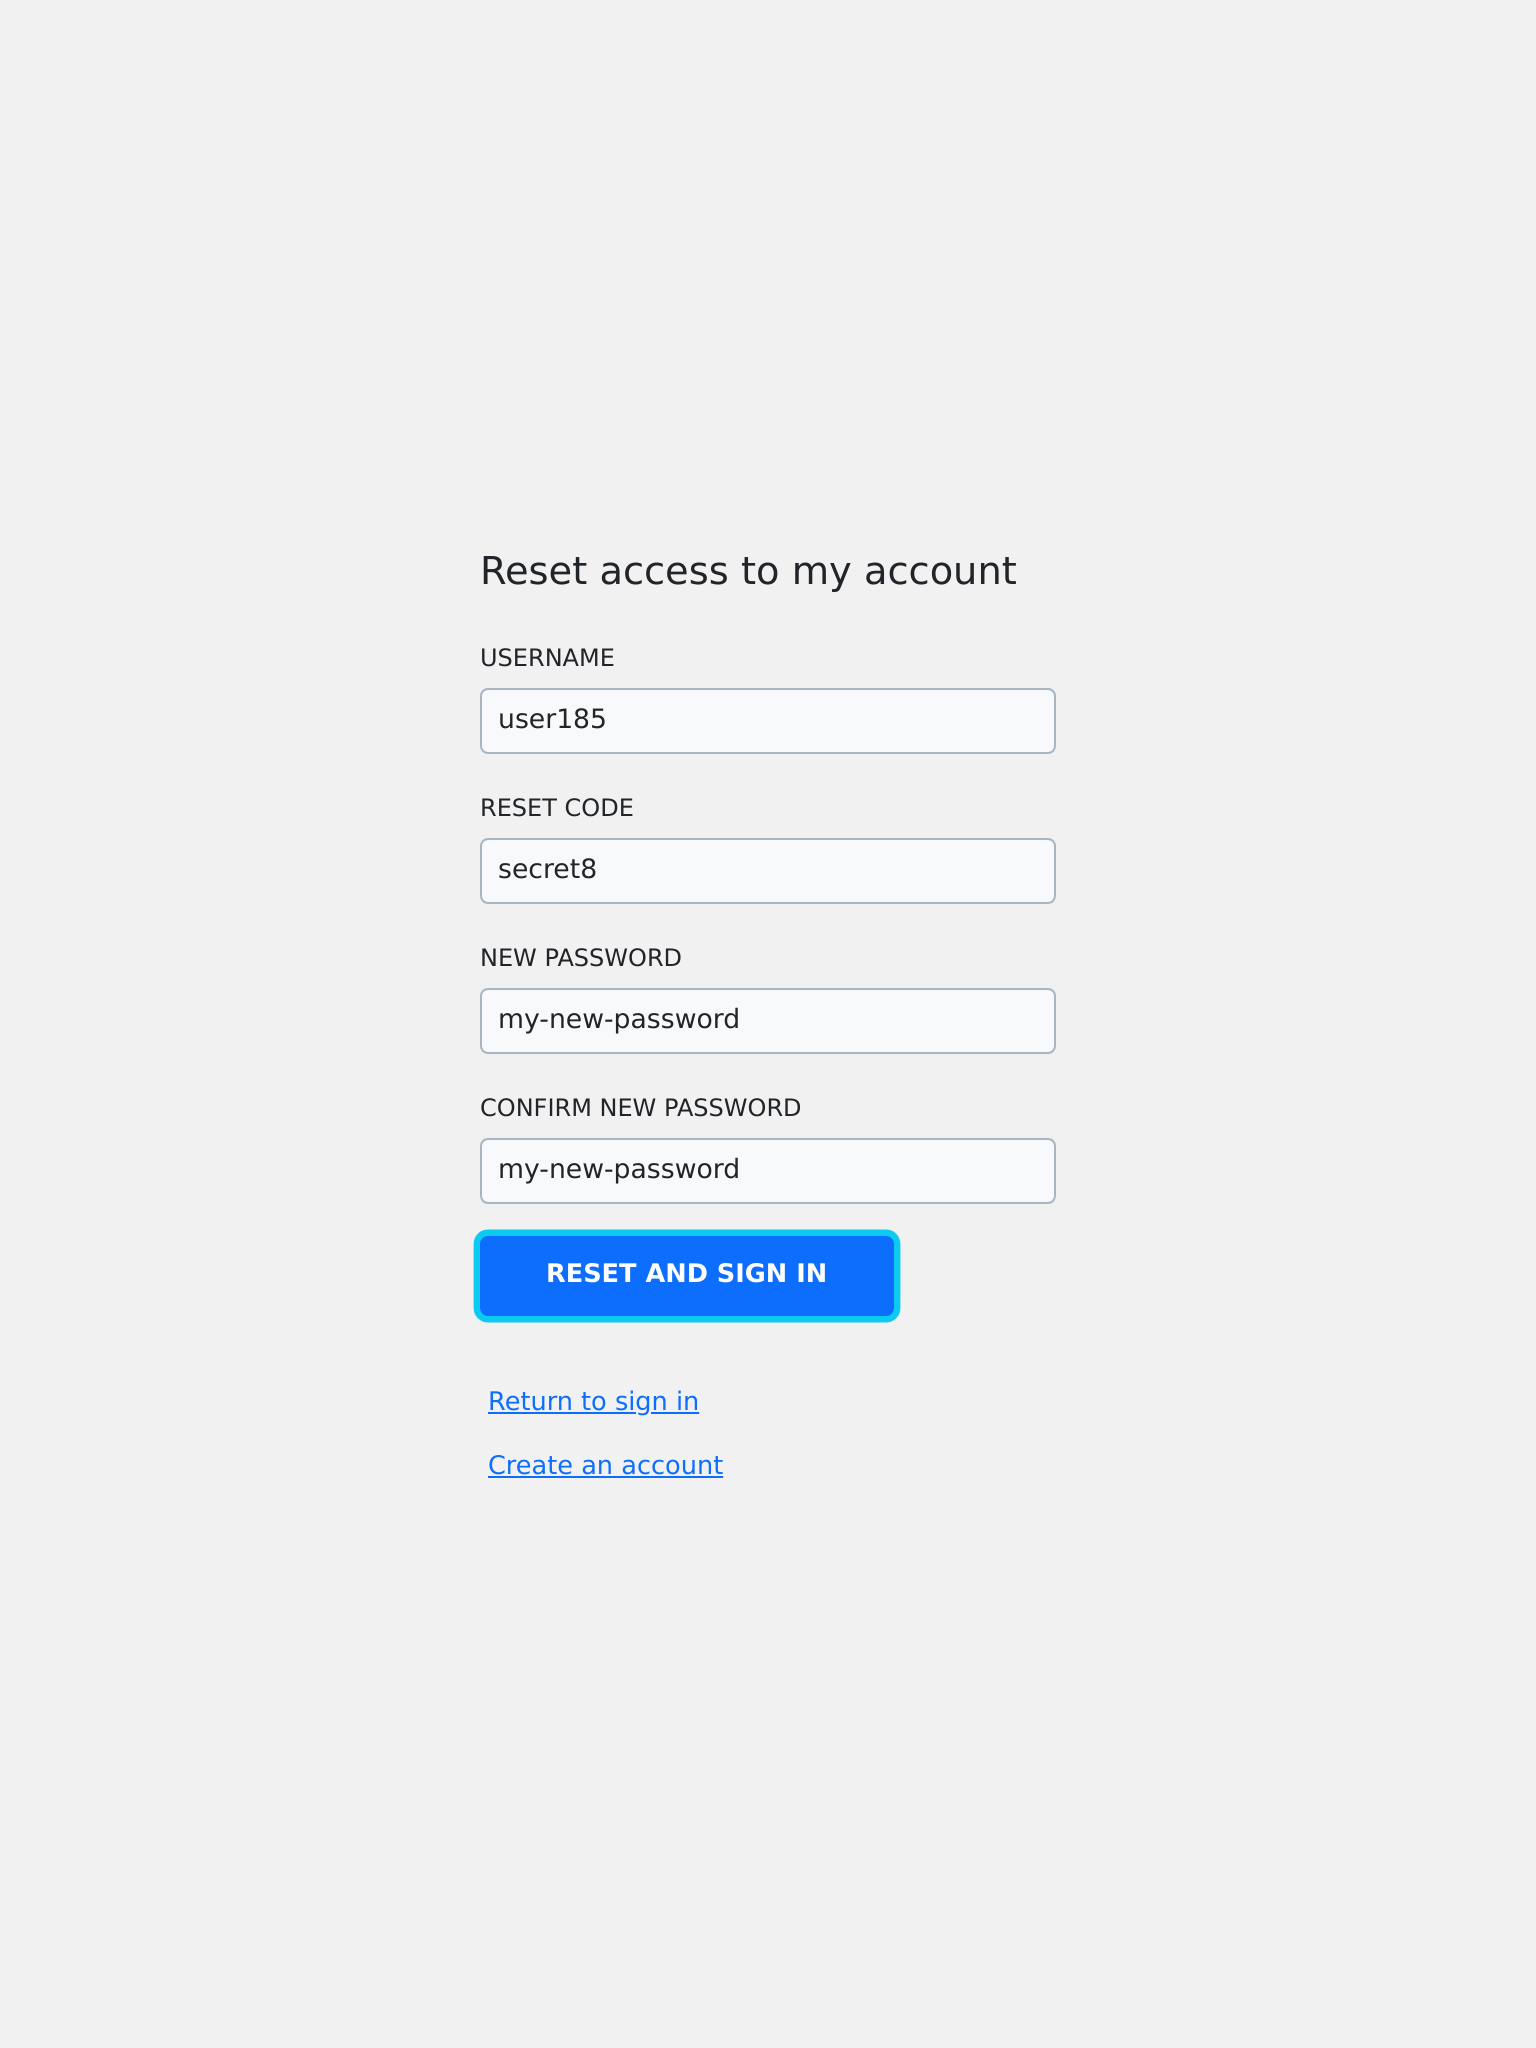 Reset access to my account
USERNAME
user185
RESET CODE
secret8
NEW PASSWORD
my-new-password
CONFIRM NEW PASSWORD
my-new-password
RESET AND SIGN IN
Return to sign in
Create an account